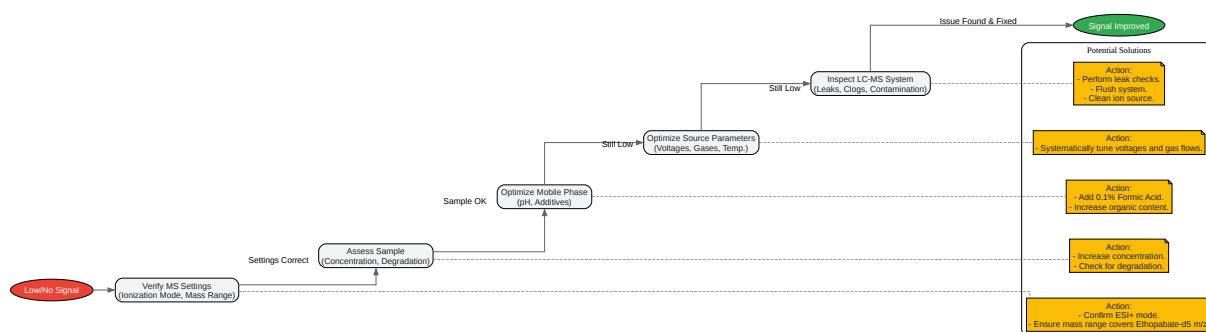 Issue Found & Fixed
Signal Improved
Potential Solutions
Inspect LC-MS System
(Leaks, Clogs, Contamination)
Action:
- Perform leak checks.
- Flush system.
- Clean ion source.
Still Low
Optimize Source Parameters
(Voltages, Gases, Temp.)
Action:
- Systematically tune voltages and gas flows.
Still Low
Optimize Mobile Phase
(pH, Additives)
Action:
- Add 0.1% Formic Acid.
- Increase organic content.
Sample OK
Assess Sample
(Concentration, Degradation)
Action:
- Increase concentration.
- Check for degradation.
Settings Correct
Low/No Signal
Verify MS Settings
(Ionization Mode, Mass Range)
Action:
- Confirm ESI+ mode.
- Ensure mass range covers Ethopabate-d5 m/z